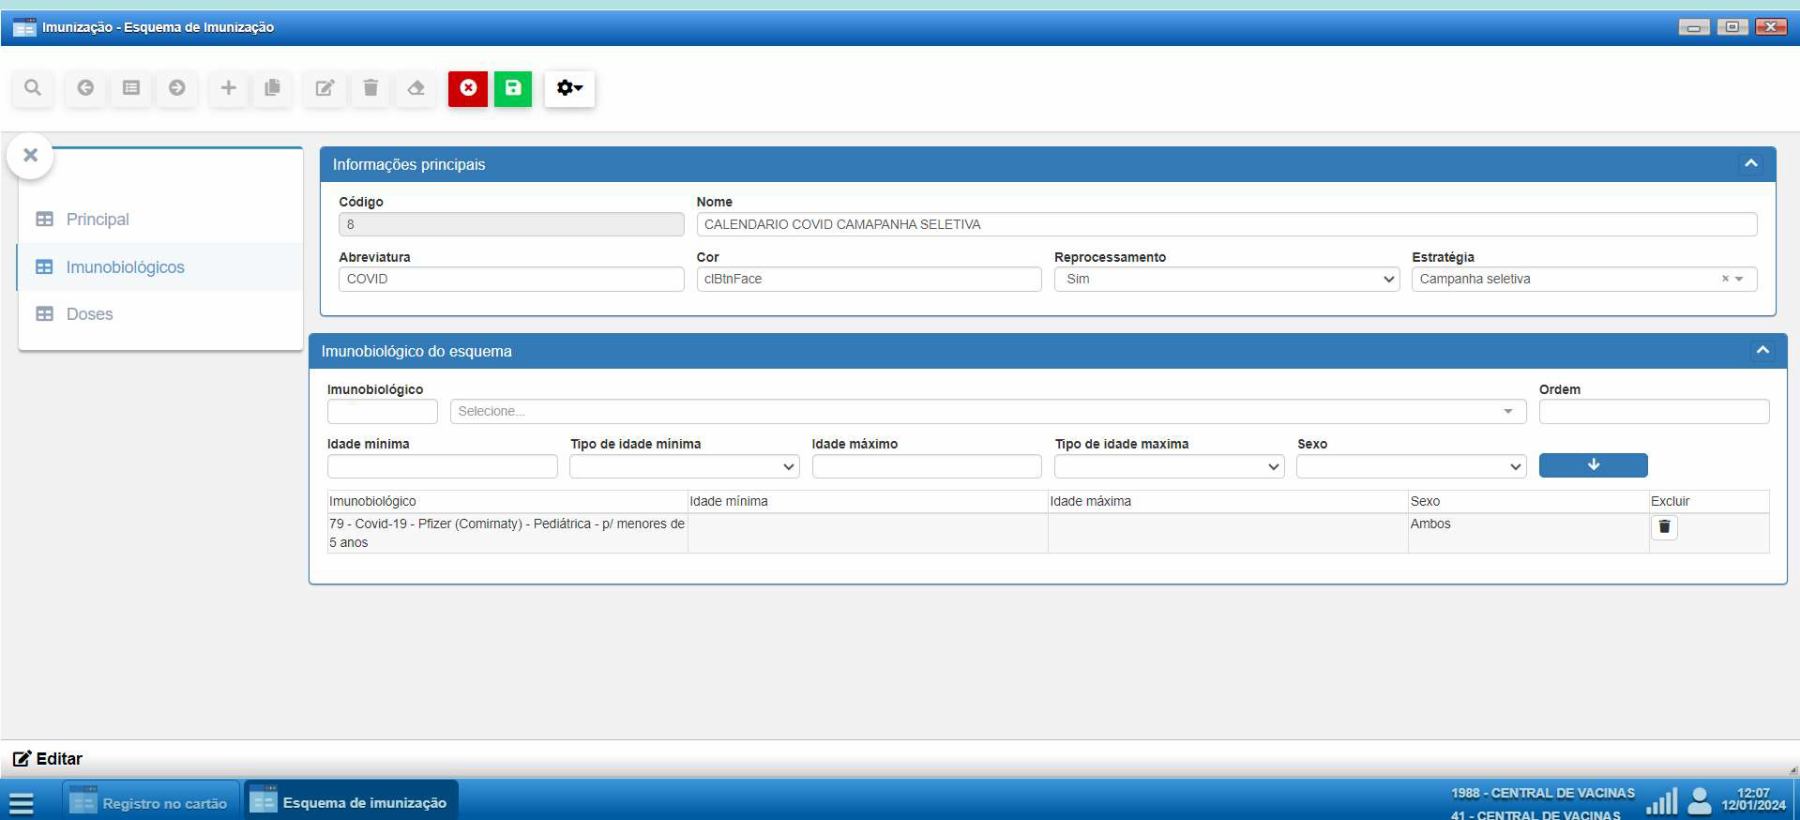 Imunização - Esquema de Imunização
Informações principais
Código
Nome
8
CALENDARIO COVID CAMAPANHA SELETIVA
Abreviatura
Cor
Reprocessamento
Estratégia
COVID
clBtnFace
Sim
Campanha seletiva
Principal
Imunobiológicos
Doses
Imunobiológico do esquema
Imunobiológico
Ordem
Selecione...
Idade mínima
Tipo de idade mínima
Idade máximo
Tipo de idade maxima
Sexo
Imunobiológico
Idade mínima
Idade máxima
Sexo
Excluir
79 - Covid-19 - Pfizer (Comirnaty) - Pediátrica - p/ menores de
5 anos
Ambos
Editar
Registro no cartão
Esquema de imunização
1988 - CENTRAL DE VACINAS
41 - CENTRAL DE VACINAS
12:07
12/01/2024